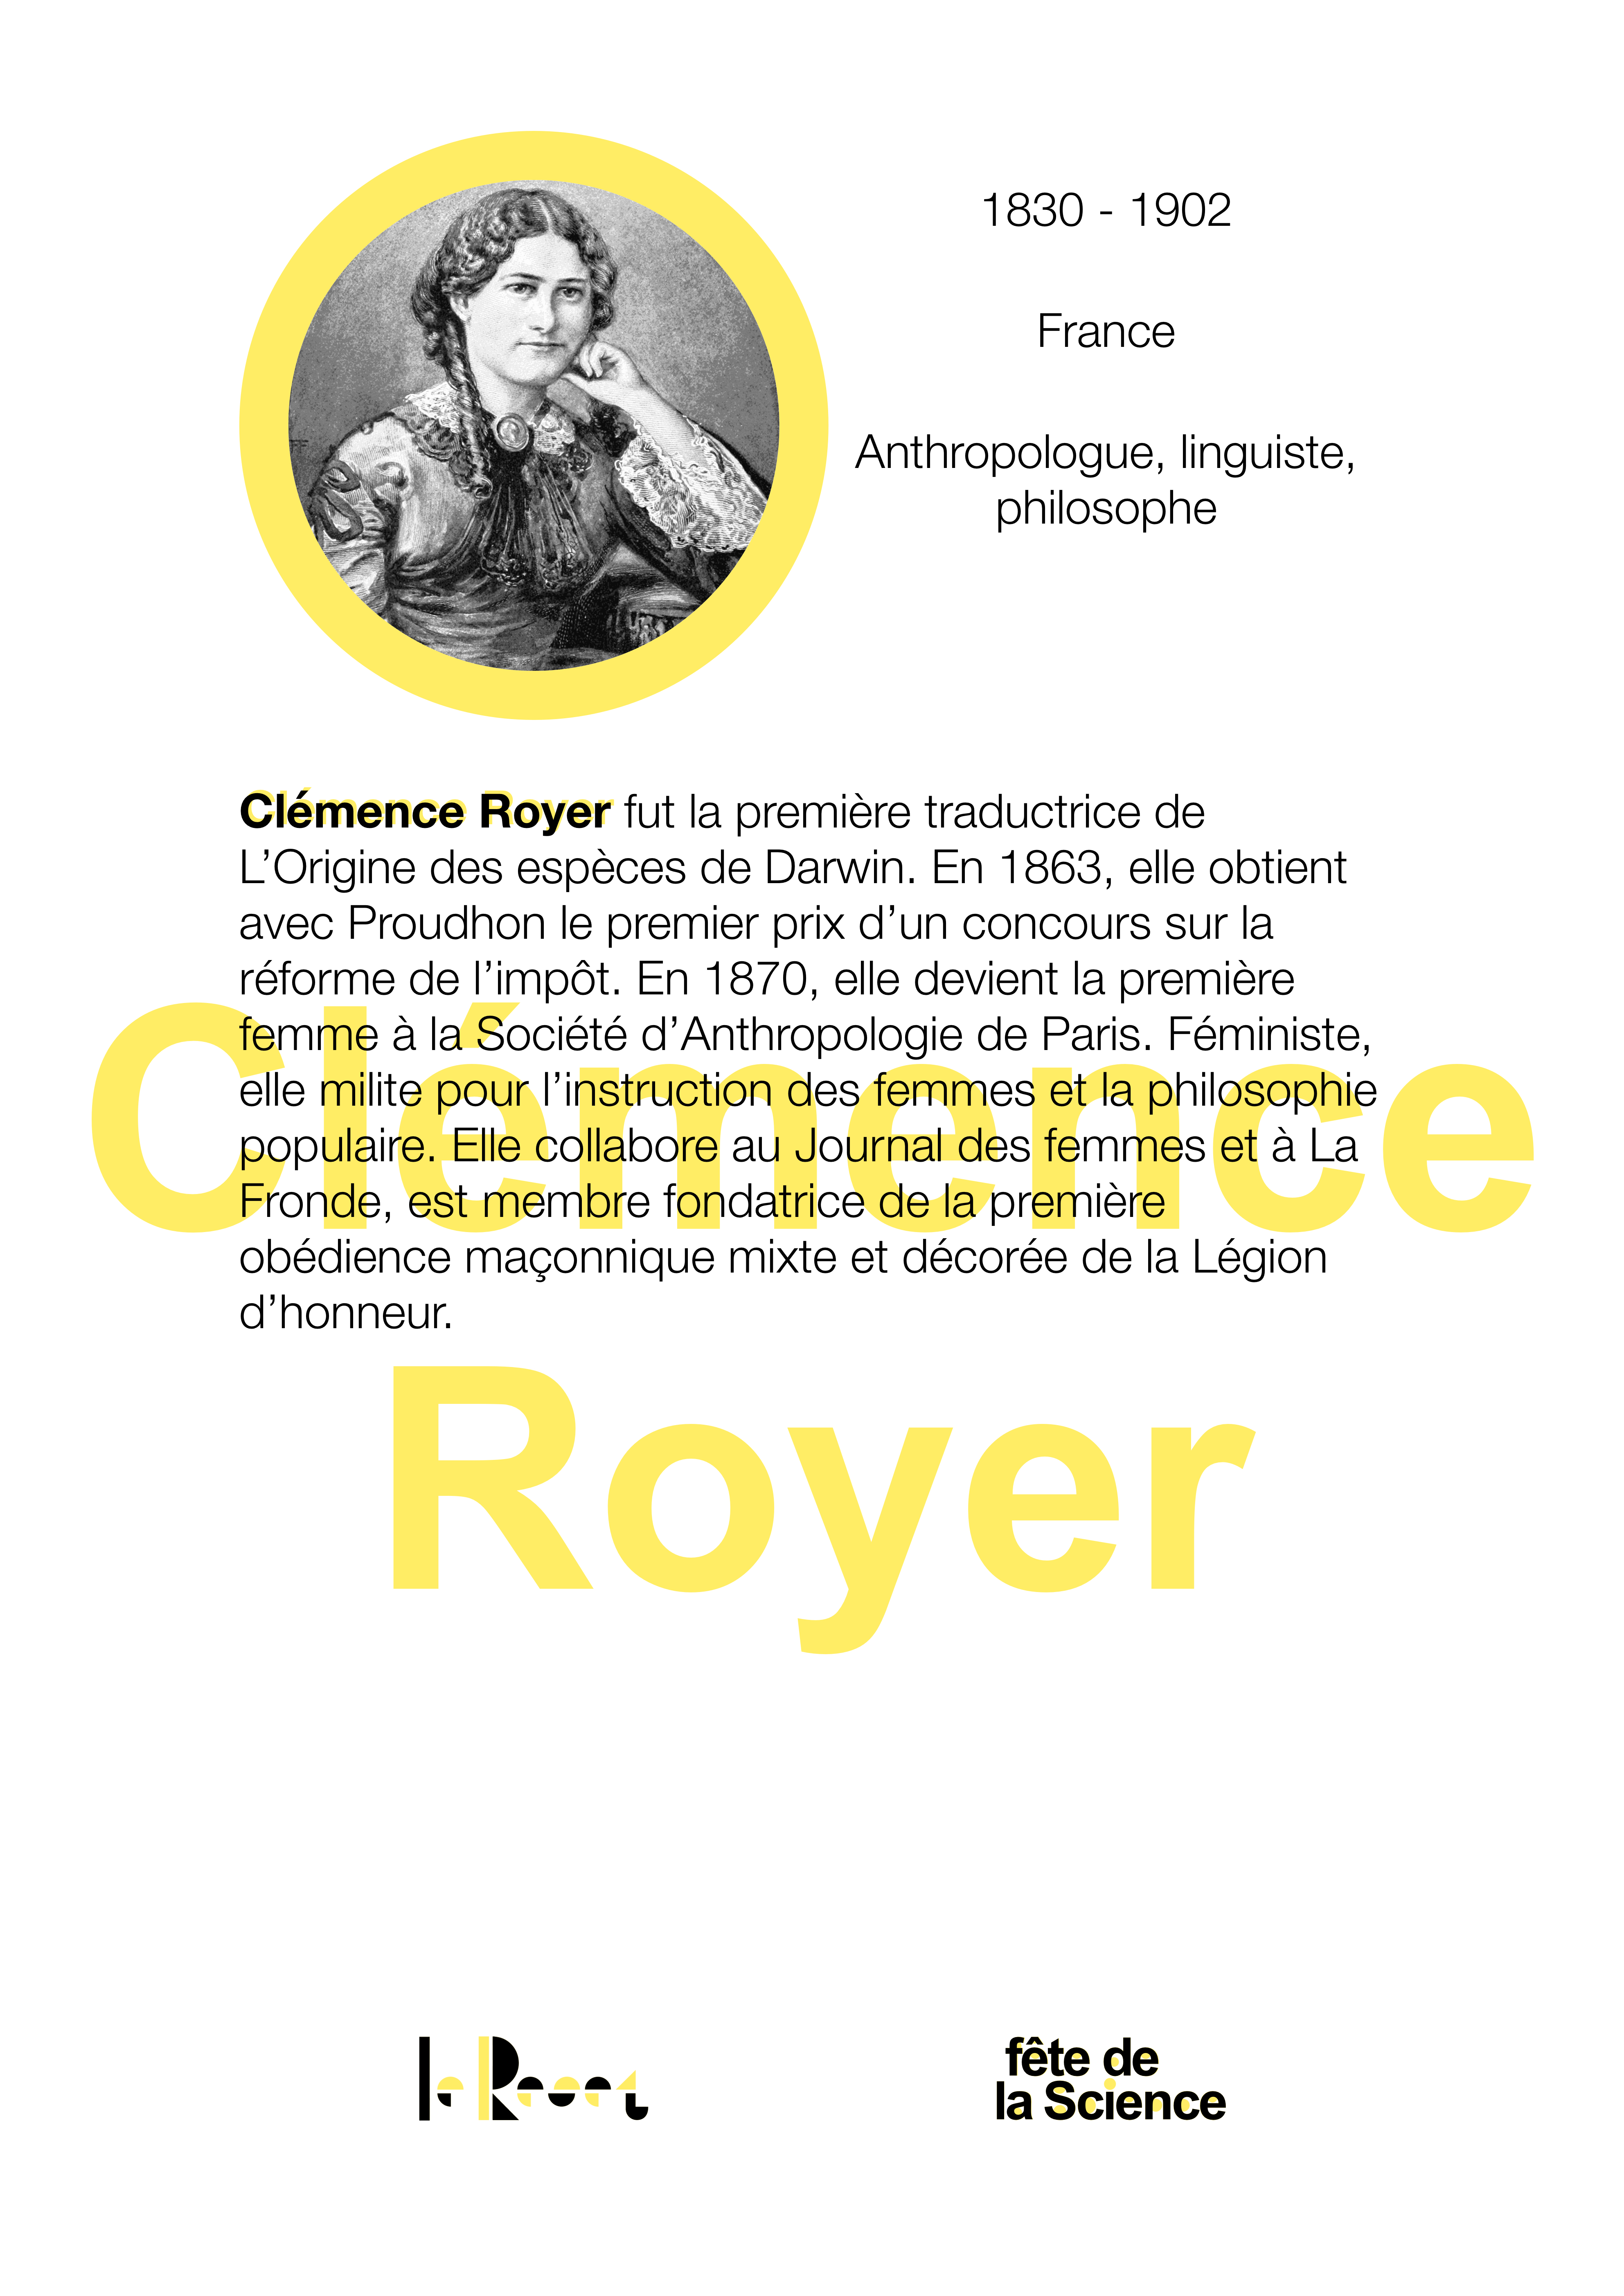 1830 - 1902
France
Anthropologue, linguiste,
philosophe
Clémence Royer fut la première traductrice de
L’Origine des espèces de Darwin. En 1863, elle obtient
avec Proudhon le premier prix d’un concours sur la
réforme de l’impôt. En 1870, elle devient la première
femme à la Société d’Anthropologie de Paris. Féministe,
elle milite pour l’instruction des femmes et la philosophie
populaire. Elle collabore au Journal des femmes et à La
Fronde, est membre fondatrice de la première
obédience maçonnique mixte et décorée de la Légion
d’honneur.
Clémence
Royer
le Reset
fête de
la Science